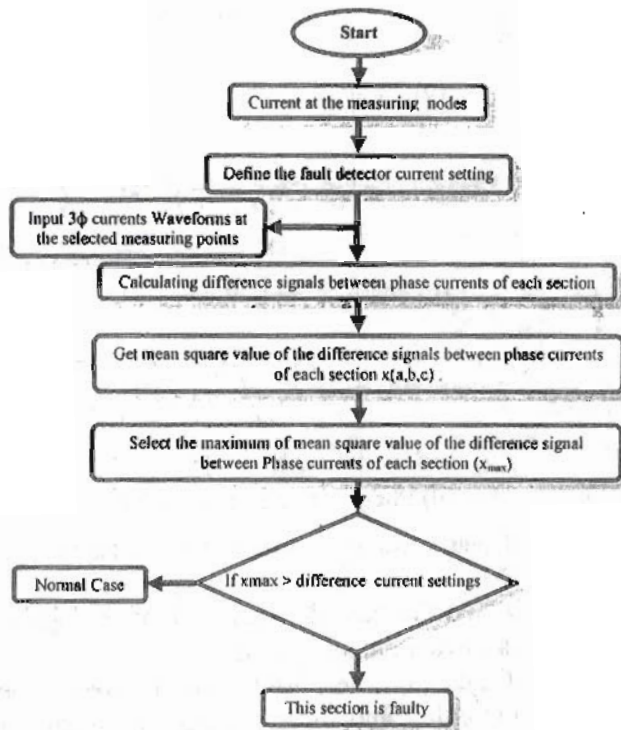 Start
Current at the measuring nodes
Define the fault detector current setting
Input 3ϕ currents Waveforms at
the selected measuring points
Calculating difference signals between phase currents of each section
Get mean square value of the difference signals between phase currents
of each section x(a,b,c) .
Select the maximum of mean square value of the difference signal
between Phase currents of each section (xmax)
If xmax > difference current settings
Normal Case
This section is faulty